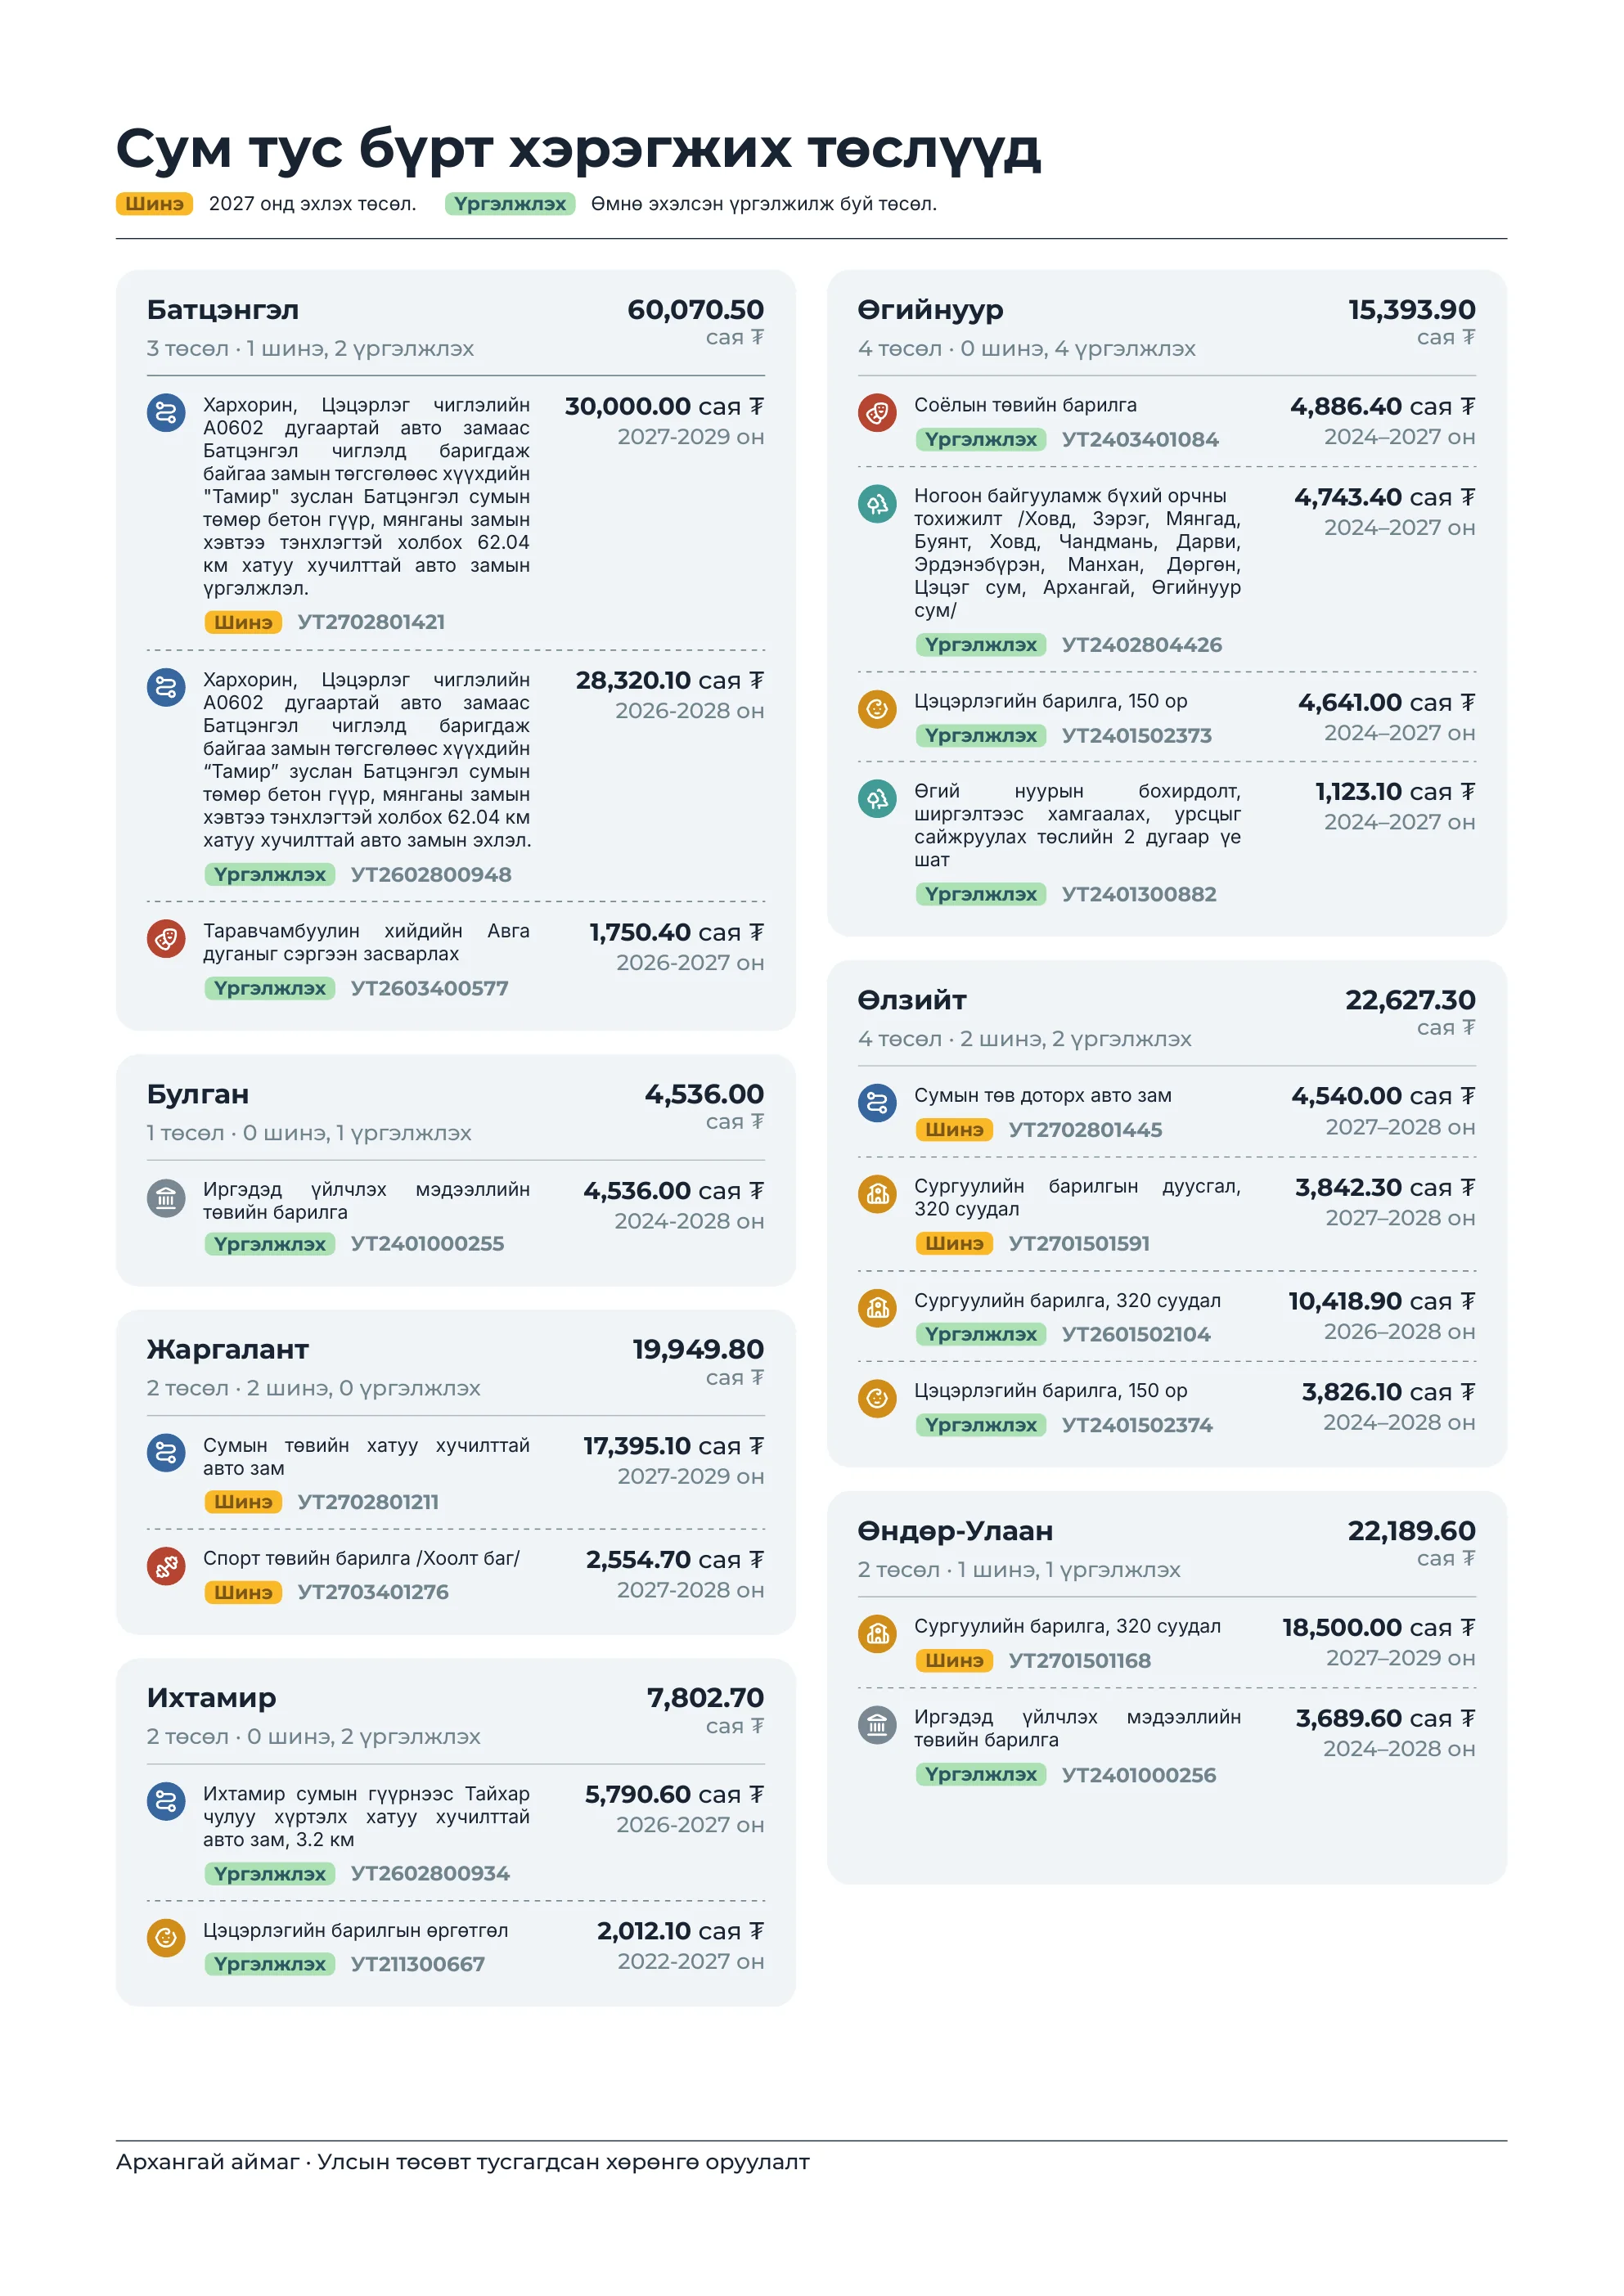 Сум тус бүрт хэрэгжих төслүүд
Шинэ 2027 онд эхлэх төсөл. Үргэлжлэх Өмнө эхэлсэн үргэлжилж буй төсөл.
Батцэнгэл 60,070.50
3 төсөл · 1 шинэ, 2 үргэлжлэх сая ₮
Хархорин, Цэцэрлэг чиглэлийн 30,000.00 сая ₮
А0602 дугаартай авто замаас 2027-2029 он
Батцэнгэл чиглэлд баригдаж
байгаа замын төгсгөлөөс хүүхдийн
"Тамир" зуслан Батцэнгэл сумын
төмөр бетон гүүр, мянганы замын
хэвтээ тэнхлэгтэй холбох 62.04
км хатуу хучилттай авто замын
үргэлжлэл.
Шинэ УТ2702801421
Хархорин, Цэцэрлэг чиглэлийн 28,320.10 сая ₮
А0602 дугаартай авто замаас 2026-2028 он
Батцэнгэл чиглэлд баригдаж
байгаа замын төгсгөлөөс хүүхдийн
“Тамир” зуслан Батцэнгэл сумын
төмөр бетон гүүр, мянганы замын
хэвтээ тэнхлэгтэй холбох 62.04 км
хатуу хучилттай авто замын эхлэл.
Үргэлжлэх УТ2602800948
Таравчамбуулин хийдийн Авга 1,750.40 сая ₮
дуганыг сэргээн засварлах 2026-2027 он
Үргэлжлэх УТ2603400577
Булган 4,536.00
1 төсөл · 0 шинэ, 1 үргэлжлэх сая ₮
Иргэдэд үйлчлэх мэдээллийн 4,536.00 сая ₮
төвийн барилга 2024-2028 он
Үргэлжлэх УТ2401000255
Жаргалант 19,949.80
2 төсөл · 2 шинэ, 0 үргэлжлэх сая ₮
Сумын төвийн хатуу хучилттай 17,395.10 сая ₮
авто зам 2027-2029 он
Шинэ УТ2702801211
Спорт төвийн барилга /Хоолт баг/ 2,554.70 сая ₮
Шинэ УТ2703401276 2027-2028 он
Ихтамир 7,802.70
2 төсөл · 0 шинэ, 2 үргэлжлэх сая ₮
Ихтамир сумын гүүрнээс Тайхар 5,790.60 сая ₮
чулуу хүртэлх хатуу хучилттай 2026-2027 он
авто зам, 3.2 км
Үргэлжлэх УТ2602800934
Цэцэрлэгийн барилгын өргөтгөл 2,012.10 сая ₮
Үргэлжлэх УТ211300667 2022-2027 он
Өгийнуур 15,393.90
4 төсөл · 0 шинэ, 4 үргэлжлэх сая ₮
Соёлын төвийн барилга 4,886.40 сая ₮
Үргэлжлэх УТ2403401084 2024–2027 он
Ногоон байгууламж бүхий орчны 4,743.40 сая ₮
тохижилт /Ховд, Зэрэг, Мянгад, 2024–2027 он
Буянт, Ховд, Чандмань, Дарви,
Эрдэнэбүрэн, Манхан, Дөргөн,
Цэцэг сум, Архангай, Өгийнуур
сум/
Үргэлжлэх УТ2402804426
Цэцэрлэгийн барилга, 150 ор 4,641.00 сая ₮
Үргэлжлэх УТ2401502373 2024–2027 он
Өгий нуурын бохирдолт, 1,123.10 сая ₮
ширгэлтээс хамгаалах, урсцыг 2024–2027 он
сайжруулах төслийн 2 дугаар үе
шат
Үргэлжлэх УТ2401300882
Өлзийт 22,627.30
4 төсөл · 2 шинэ, 2 үргэлжлэх сая ₮
Сумын төв доторх авто зам 4,540.00 сая ₮
Шинэ УТ2702801445 2027–2028 он
Сургуулийн барилгын дуусгал, 3,842.30 сая ₮
320 суудал 2027–2028 он
Шинэ УТ2701501591
Сургуулийн барилга, 320 суудал 10,418.90 сая ₮
Үргэлжлэх УТ2601502104 2026–2028 он
Цэцэрлэгийн барилга, 150 ор 3,826.10 сая ₮
Үргэлжлэх УТ2401502374 2024–2028 он
Өндөр-Улаан 22,189.60
2 төсөл · 1 шинэ, 1 үргэлжлэх сая ₮
Сургуулийн барилга, 320 суудал 18,500.00 сая ₮
Шинэ УТ2701501168 2027–2029 он
Иргэдэд үйлчлэх мэдээллийн 3,689.60 сая ₮
төвийн барилга 2024–2028 он
Үргэлжлэх УТ2401000256
Архангай аймаг · Улсын төсөвт тусгагдсан хөрөнгө оруулалт